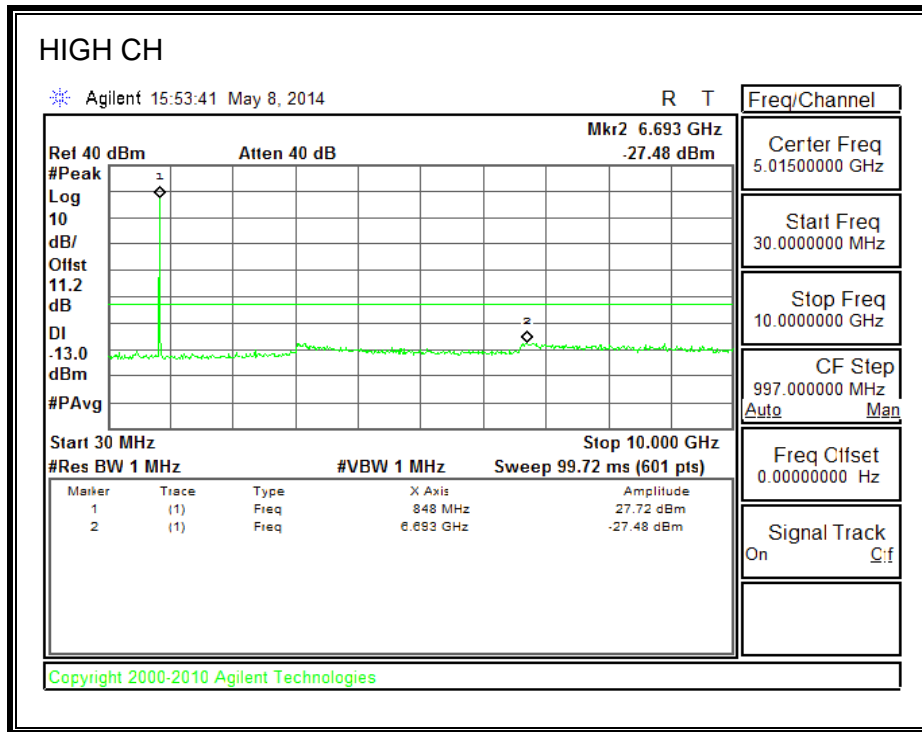 HIGH CH
Agilent 15:53:41 May 8, 2014 R T
Freq/Channel
Mkr2 6.693 GHz
Ref 40 dBm Atten 40 dB -27.48 dBm
#Peak
Log
10
dB/
Offst
11.2
dB
DI
-13.0
dBm
#PAvg
1
2
Start 30 MHz Stop 10.000 GHz
#Res BW 1 MHz #VBW 1 MHz Sweep 99.72 ms (601 pts)
Marker Trace Type X Axis Amplitude
1 (1) Freq 848 MHz 27.72 dBm
2 (1) Freq 6.693 GHz -27.48 dBm
Center Freq
5.01500000 GHz
Start Freq
30.0000000 MHz
Stop Freq
10.0000000 GHz
CF Step
997.000000 MHz
Auto Man
Freq Offset
0.00000000 Hz
Signal Track
On Off
Copyright 2000-2010 Agilent Technologies